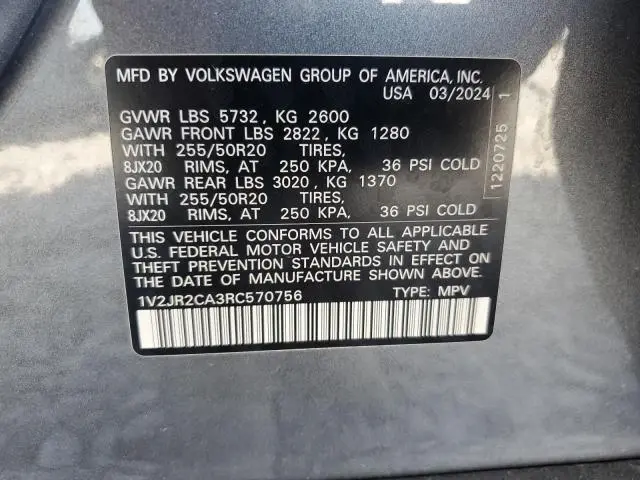 MFD BY VOLKSWAGEN GROUP OF AMERICA, INC.
USA 03/2024
GVWR LBS 5732, KG 2600
GAWR FRONT LBS 2822, KG 1280
WITH 255/50R20 TIRES,
8JX20 RIMS, AT 250 KPA, 36 PSI COLD
GAWR REAR LBS 3020, KG 1370
WITH 255/50R20 TIRES,
8JX20 RIMS, AT 250 KPA, 36 PSI COLD
THIS VEHICLE CONFORMS TO ALL APPLICABLE
U.S. FEDERAL MOTOR VEHICLE SAFETY AND
THEFT PREVENTION STANDARDS IN EFFECT ON
THE DATE OF MANUFACTURE SHOWN ABOVE.
1V2JR2CA3RC570756 TYPE: MPV
1220725 1